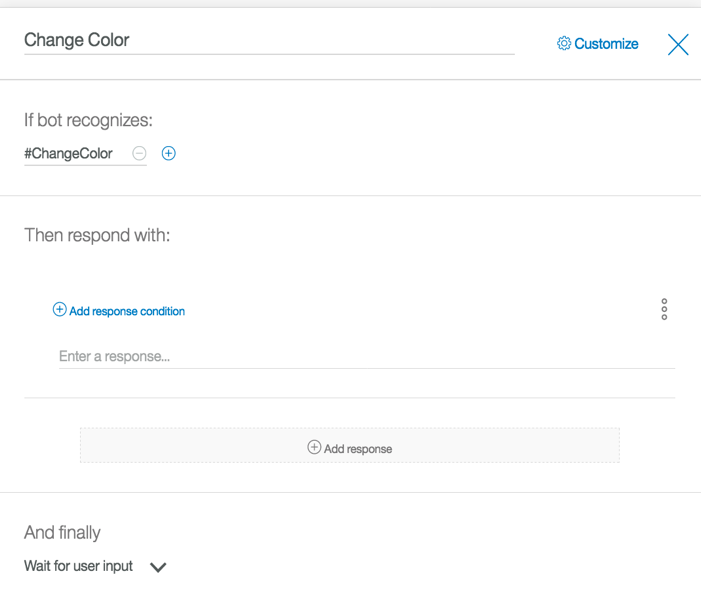 Change Color
Customize
If bot recognizes:
#ChangeColor
Then respond with:
Add response condition
Enter a response...
Add response
And finally
Wait for user input